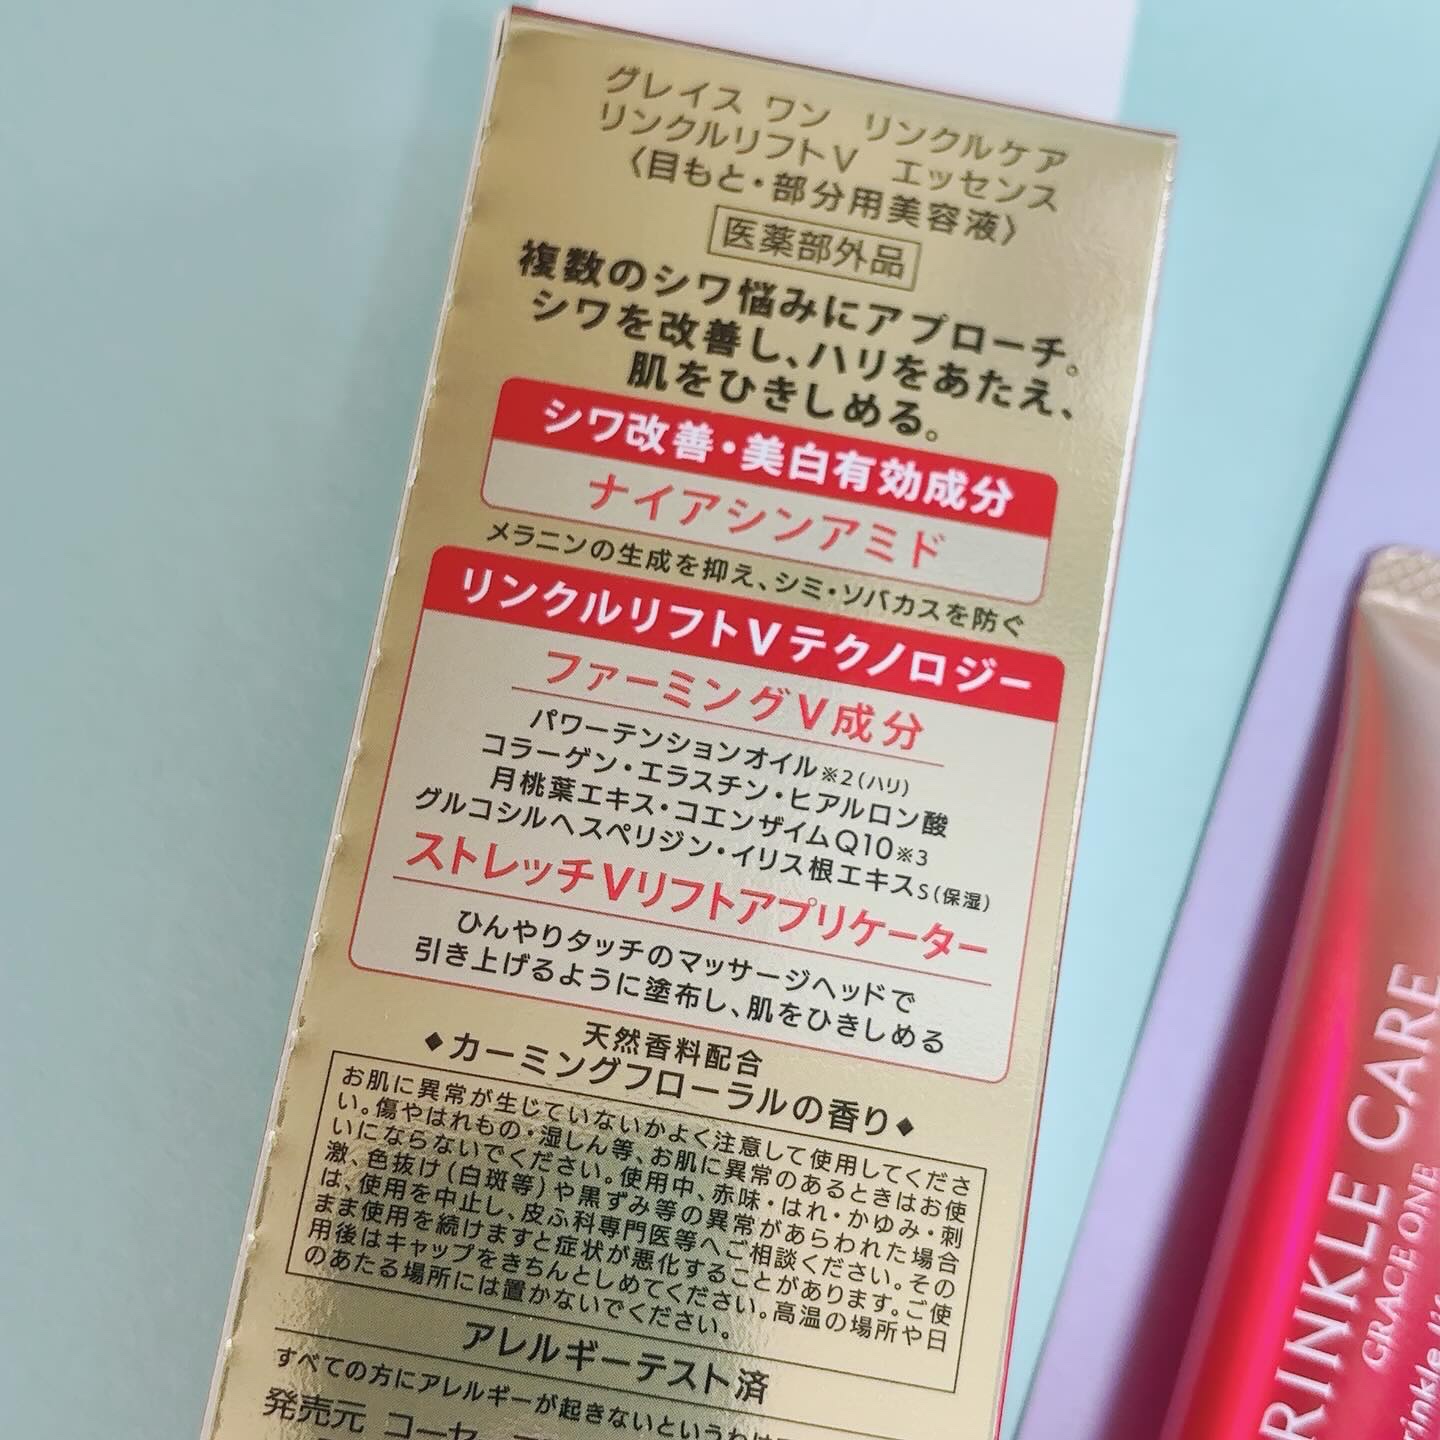 グレイス ワン リンクルケア
リンクルリフトV エッセンス
〈目もと・部分用美容液〉
医薬部外品
複数のシワ悩みにアプローチ。
シワを改善し、ハリをあたえ、
肌をひきしめる。
シワ改善・美白有効成分
ナイアシンアミド
メラニンの生成を抑え、シミ・ソバカスを防ぐ
リンクルリフトVテクノロジー
ファーミングV成分
パワーテンションオイル※2(ハリ)
コラーゲン・エラスチン・ヒアルロン酸
月桃葉エキス・コエンザイムQ10※3
グルコシルヘスペリジン・イリス根エキスS(保湿)
ストレッチVリフトアプリケーター
ひんやりタッチのマッサージヘッドで
引き上げるように塗布し、肌をひきしめる
天然香料配合
◆カーミングフローラルの香り◆
お肌に異常が生じていないかよく注意して使用してくださ
い。傷やはれもの・湿しん等、お肌に異常のあるときはお使
いにならないでください。使用中、赤味・はれ・かゆみ・刺
激、色抜け(白斑等)や黒ずみ等の異常があらわれた場合
は、使用を中止し、皮ふ科専門医等へご相談ください。その
まま使用を続けますと症状が悪化することがあります。ご使
用後はキャップをきちんとしめてください。高温の場所や日
のあたる場所には置かないでください。
アレルギーテスト済
すべての方にアレルギーが起きないというわけ
発売元 コーセー
RINKLE CARE
GRACE ONE